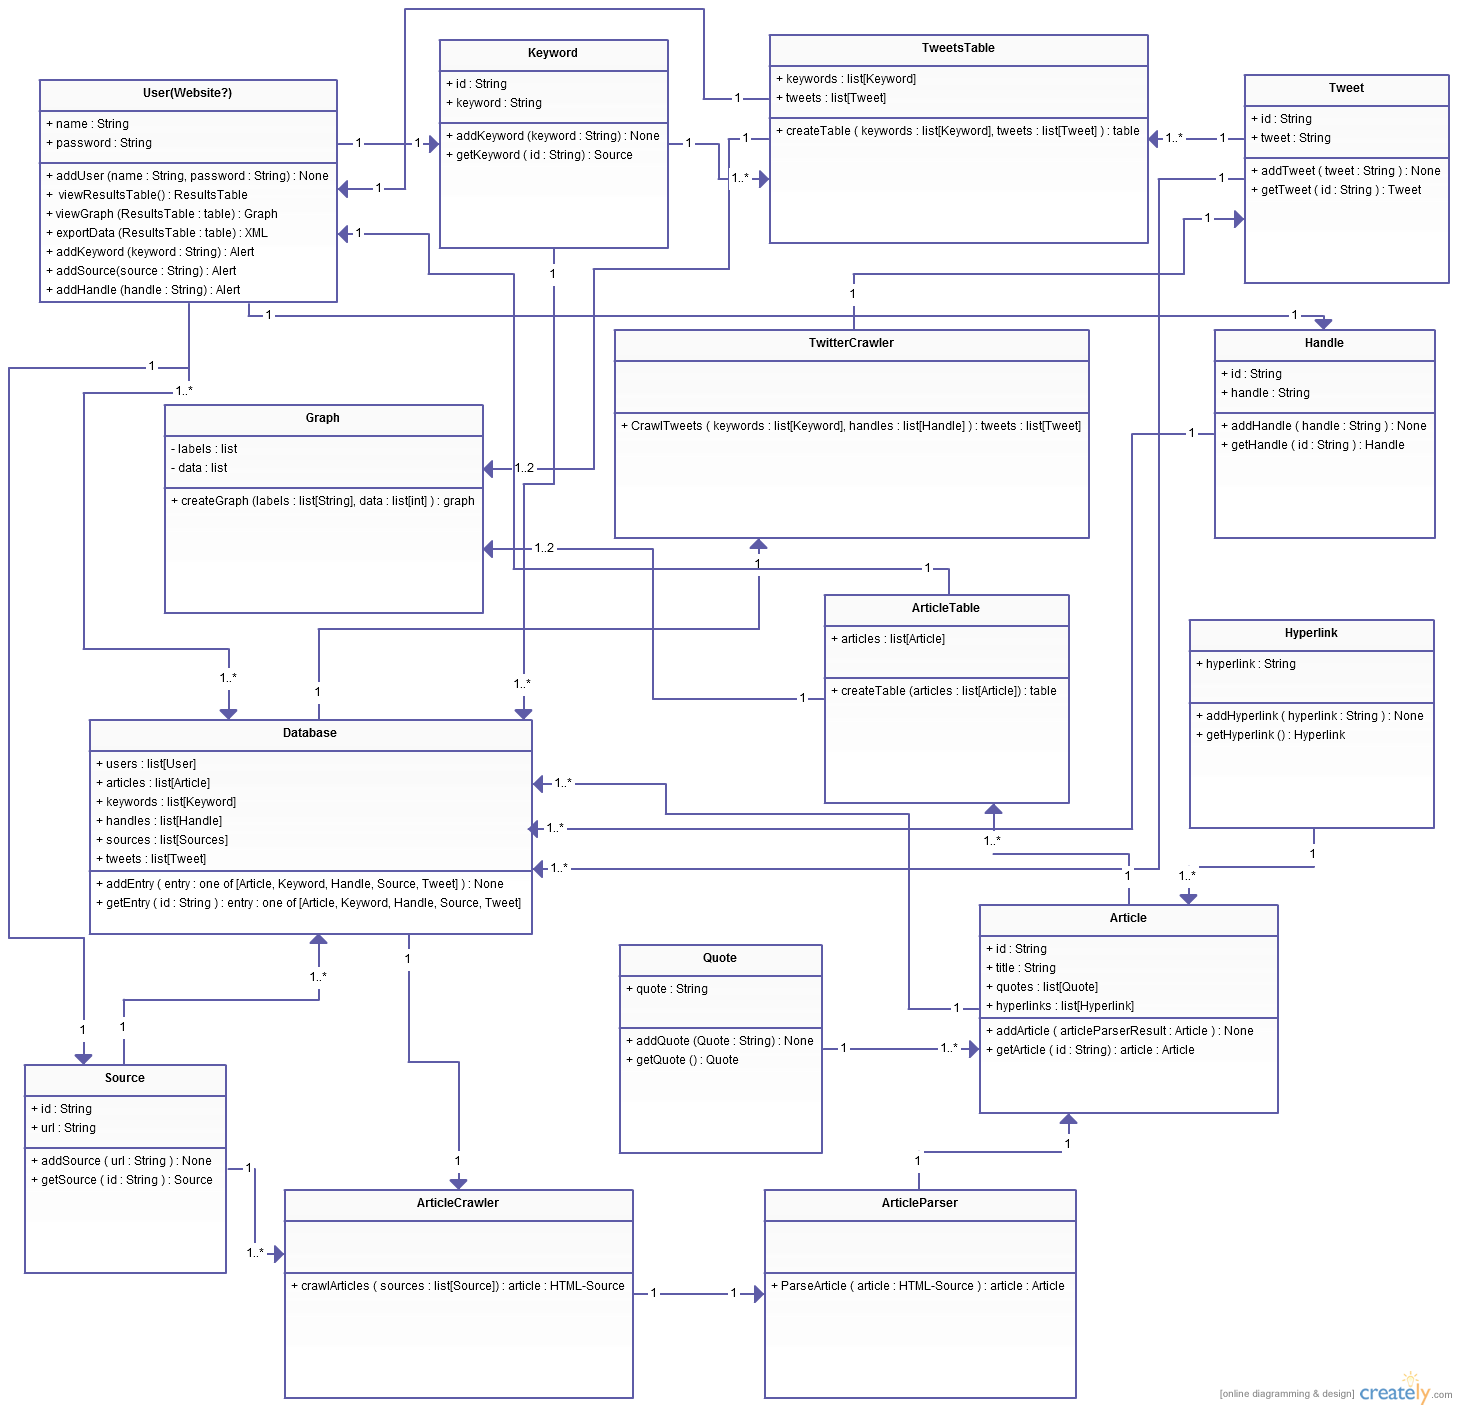 User(Website?)
+ name : String
+ password : String
+ addUser (name : String, password : String) : None
+ viewResultsTable() : ResultsTable
+ viewGraph (ResultsTable : table) : Graph
+ exportData (ResultsTable : table) : XML
+ addKeyword (keyword : String) : Alert
+ addSource(source : String) : Alert
+ addHandle (handle : String) : Alert
Keyword
+ id : String
+ keyword : String
+ addKeyword (keyword : String) : None
+ getKeyword ( id : String) : Source
TweetsTable
+ keywords : list[Keyword]
+ tweets : list[Tweet]
+ createTable ( keywords : list[Keyword], tweets : list[Tweet] ) : table
Tweet
+ id : String
+ tweet : String
+ addTweet ( tweet : String ) : None
+ getTweet ( id : String ) : Tweet
1
1
1
1
1
1
1..*
1..*
1
1
1
1
1
1
1
1
1
1..*
TwitterCrawler
+ CrawlTweets ( keywords : list[Keyword], handles : list[Handle] ) : tweets : list[Tweet]
Handle
+ id : String
+ handle : String
+ addHandle ( handle : String ) : None
+ getHandle ( id : String ) : Handle
Graph
- labels : list
- data : list
+ createGraph (labels : list[String], data : list[int] ) : graph
1
1..2
1..2
1
1
ArticleTable
+ articles : list[Article]
+ createTable (articles : list[Article]) : table
Hyperlink
+ hyperlink : String
+ addHyperlink ( hyperlink : String ) : None
+ getHyperlink () : Hyperlink
1..*
1
1..*
1
Database
+ users : list[User]
+ articles : list[Article]
+ keywords : list[Keyword]
+ handles : list[Handle]
+ sources : list[Sources]
+ tweets : list[Tweet]
+ addEntry ( entry : one of [Article, Keyword, Handle, Source, Tweet] ) : None
+ getEntry ( id : String ) : entry : one of [Article, Keyword, Handle, Source, Tweet]
1..*
1..*
1..*
1..*
1
1
1..*
Article
+ id : String
+ title : String
+ quotes : list[Quote]
+ hyperlinks : list[Hyperlink]
+ addArticle ( articleParserResult : Article ) : None
+ getArticle ( id : String) : article : Article
Quote
+ quote : String
+ addQuote (Quote : String) : None
+ getQuote () : Quote
1
1..*
1
1
1
1..*
1
1
1
1
Source
+ id : String
+ url : String
+ addSource ( url : String ) : None
+ getSource ( id : String ) : Source
1
1..*
ArticleCrawler
+ crawlArticles ( sources : list[Source]) : article : HTML-Source
1
1
ArticleParser
+ ParseArticle ( article : HTML-Source ) : article : Article
[online diagramming & design] creately.com